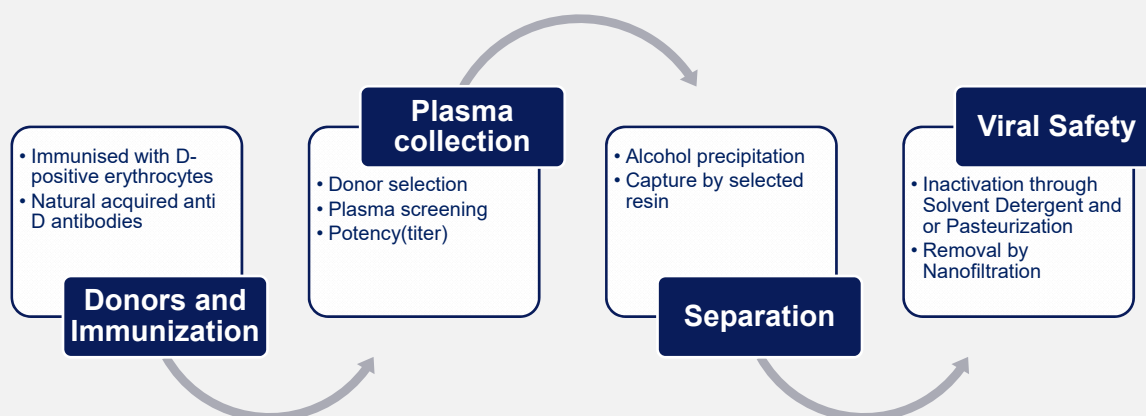 • Immunised with D-
positive erythrocytes
• Natural acquired anti
D antibodies
Donors and
Immunization
Plasma
collection
• Donor selection
• Plasma screening
• Potency(titer)
• Alcohol precipitation
• Capture by selected
resin
Separation
Viral Safety
• Inactivation through
Solvent Detergent and
or Pasteurization
• Removal by
Nanofiltration